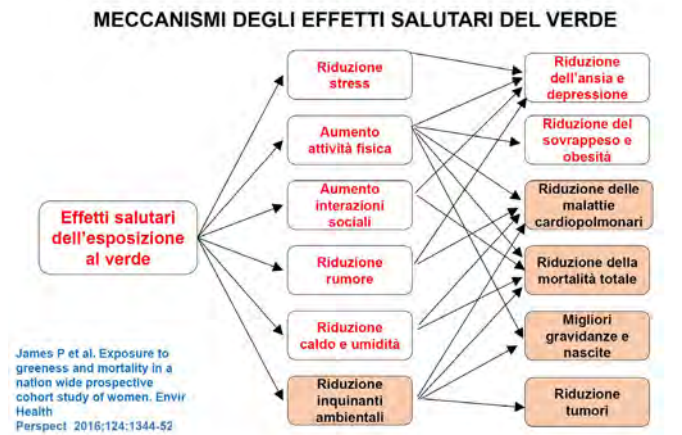 MECCANISMI DEGLI EFFETTI SALUTARI DEL VERDE
Effetti salutari
dell'esposizione
al verde
Riduzione
stress
Aumento
attività fisica
Aumento
interazioni
sociali
Riduzione
rumore
Riduzione
caldo e umidità
Riduzione
inquinanti
ambientali
Riduzione
dell'ansia e
depressione
Riduzione del
sovrappeso e
obesità
Riduzione delle
malattie
cardiopolmonari
Riduzione della
mortalità totale
Migliori
gravidanze e
nascite
Riduzione
tumori
James P et al. Exposure to
greeness and mortality in a
nation wide prospective
cohort study of women. Envir
Health
Perspect 2016;124:1344-52